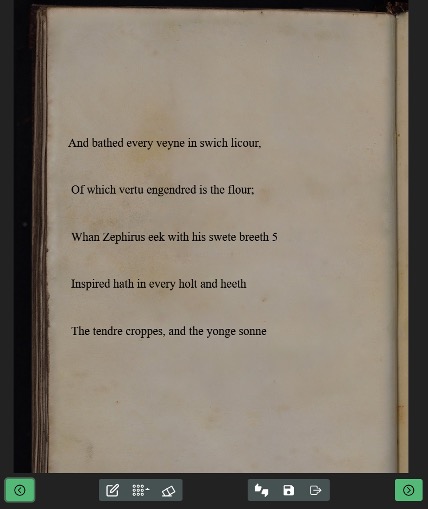 And bathed every veyne in swich licour,
Of which vertu engendred is the flour;
Whan Zephirus eek with his swete breeth 5
Inspired hath in every holt and heeth
The tendre croppes, and the yonge sonne